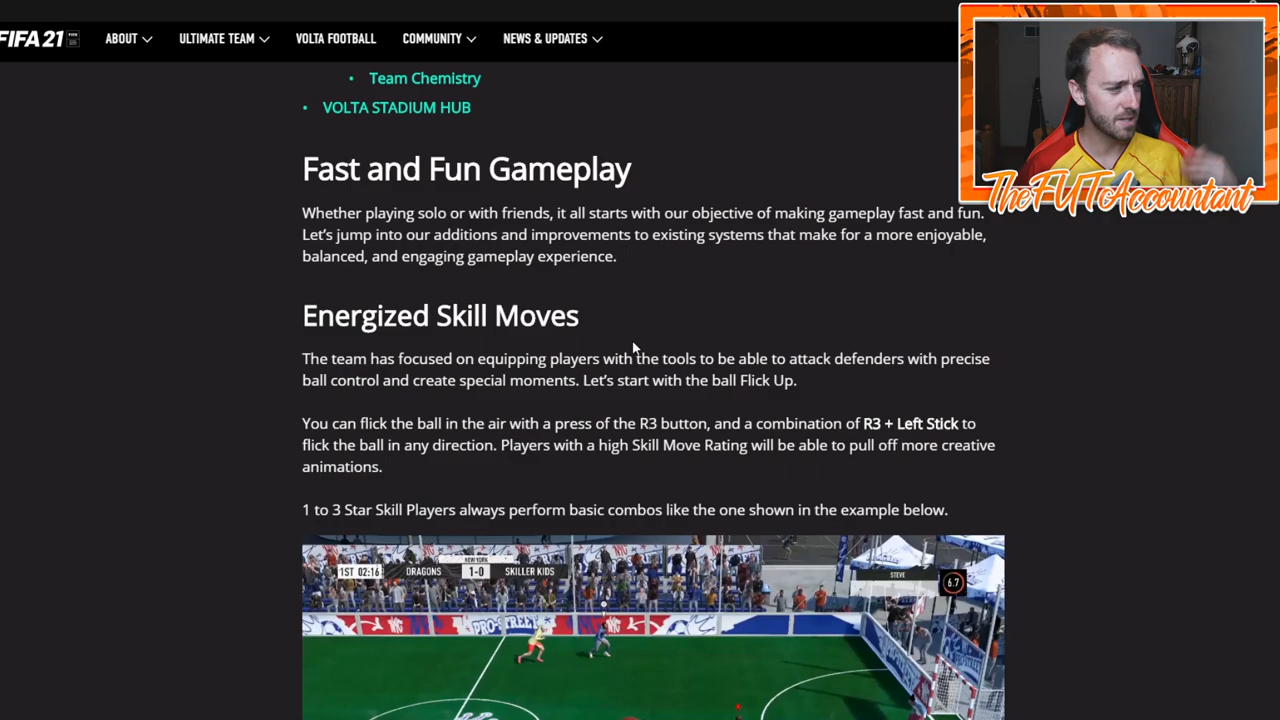 FIFA 21
ABOUT
ULTIMATE TEAM
VOLTA FOOTBALL
COMMUNITY
NEWS & UPDATES
TheFUTAccountant
• Team Chemistry
• VOLTA STADIUM HUB
Fast and Fun Gameplay
Whether playing solo or with friends, it all starts with our objective of making gameplay fast and fun.
Let's jump into our additions and improvements to existing systems that make for a more enjoyable,
balanced, and engaging gameplay experience.
Energized Skill Moves
The team has focused on equipping players with the tools to be able to attack defenders with precise
ball control and create special moments. Let's start with the ball Flick Up.
You can flick the ball in the air with a press of the R3 button, and a combination of R3 + Left Stick to
flick the ball in any direction. Players with a high Skill Move Rating will be able to pull off more creative
animations.
1 to 3 Star Skill Players always perform basic combos like the one shown in the example below.
NEW YORK
1ST 02:16 DRAGONS 1-0 SKILLER KIDS
STEVE
6.7
PRO-STREET